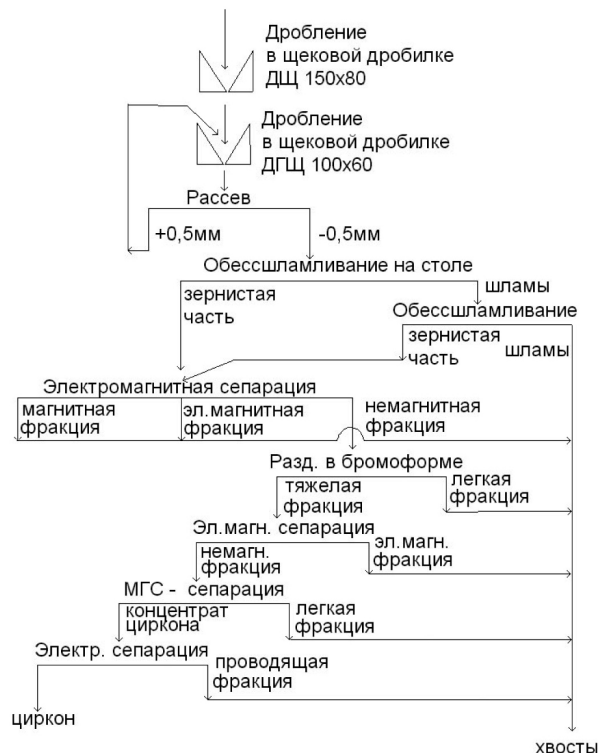 Дробление
в щековой дробилке
ДЩ 150х80
Дробление
в щековой дробилке
ДГЩ 100х60
Рассев
+0,5мм
-0,5мм
Обессшламливание на столе
зернистая
часть
шламы
Обессшламливание
зернистая
часть
шламы
Электромагнитная сепарация
магнитная
фракция
эл.магнитная
фракция
немагнитная
фракция
Разд. в бромоформе
тяжелая
фракция
легкая
фракция
Эл.магн. сепарация
немагн.
фракция
эл.магн.
фракция
МГС - сепарация
концентрат
циркона
легкая
фракция
Электр. сепарация
проводящая
фракция
циркон
хвосты